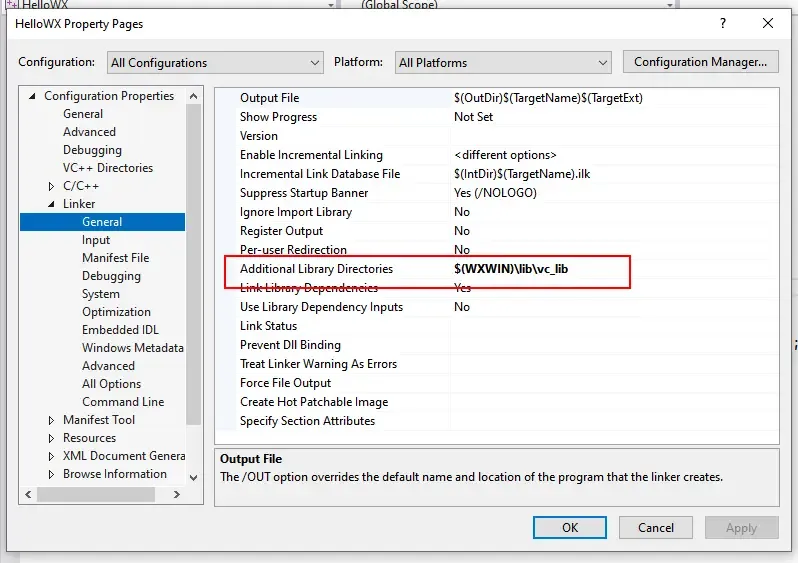 HelloWX
(Global Scope)
HelloWX Property Pages
? ×
Configuration: All Configurations Platform: All Platforms Configuration Manager...
Configuration Properties
General
Advanced
Debugging
VC++ Directories
C/C++
Linker
General
Input
Manifest File
Debugging
System
Optimization
Embedded IDL
Windows Metadata
Advanced
All Options
Command Line
Manifest Tool
Resources
XML Document Genera
Browse Information
Output File $(OutDir)$(TargetName)$(TargetExt)
Show Progress Not Set
Version
Enable Incremental Linking <different options>
Incremental Link Database File $(IntDir)$(TargetName).ilk
Suppress Startup Banner Yes (/NOLOGO)
Ignore Import Library No
Register Output No
Per-user Redirection No
Additional Library Directories $(WXWIN)\lib\vc_lib
Link Library Dependencies Yes
Use Library Dependency Inputs No
Link Status
Prevent Dll Binding
Treat Linker Warning As Errors
Force File Output
Create Hot Patchable Image
Specify Section Attributes
;
Output File
The /OUT option overrides the default name and location of the program that the linker creates.
OK Cancel Apply